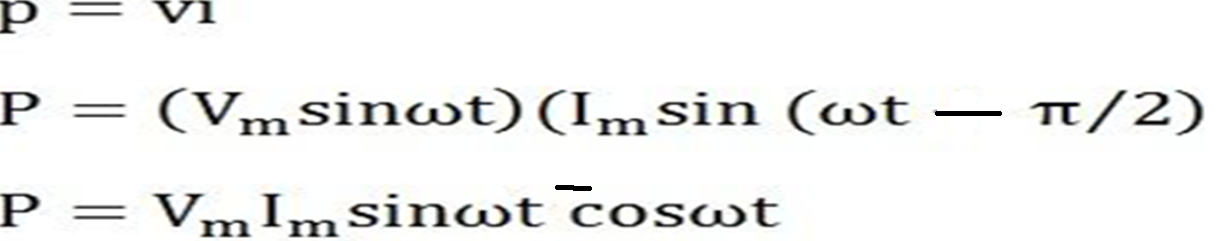 p = vi
P = (Vₘsinωt)(Iₘsin (ωt — π/2)
P = VₘIₘsinωt ‾cosωt